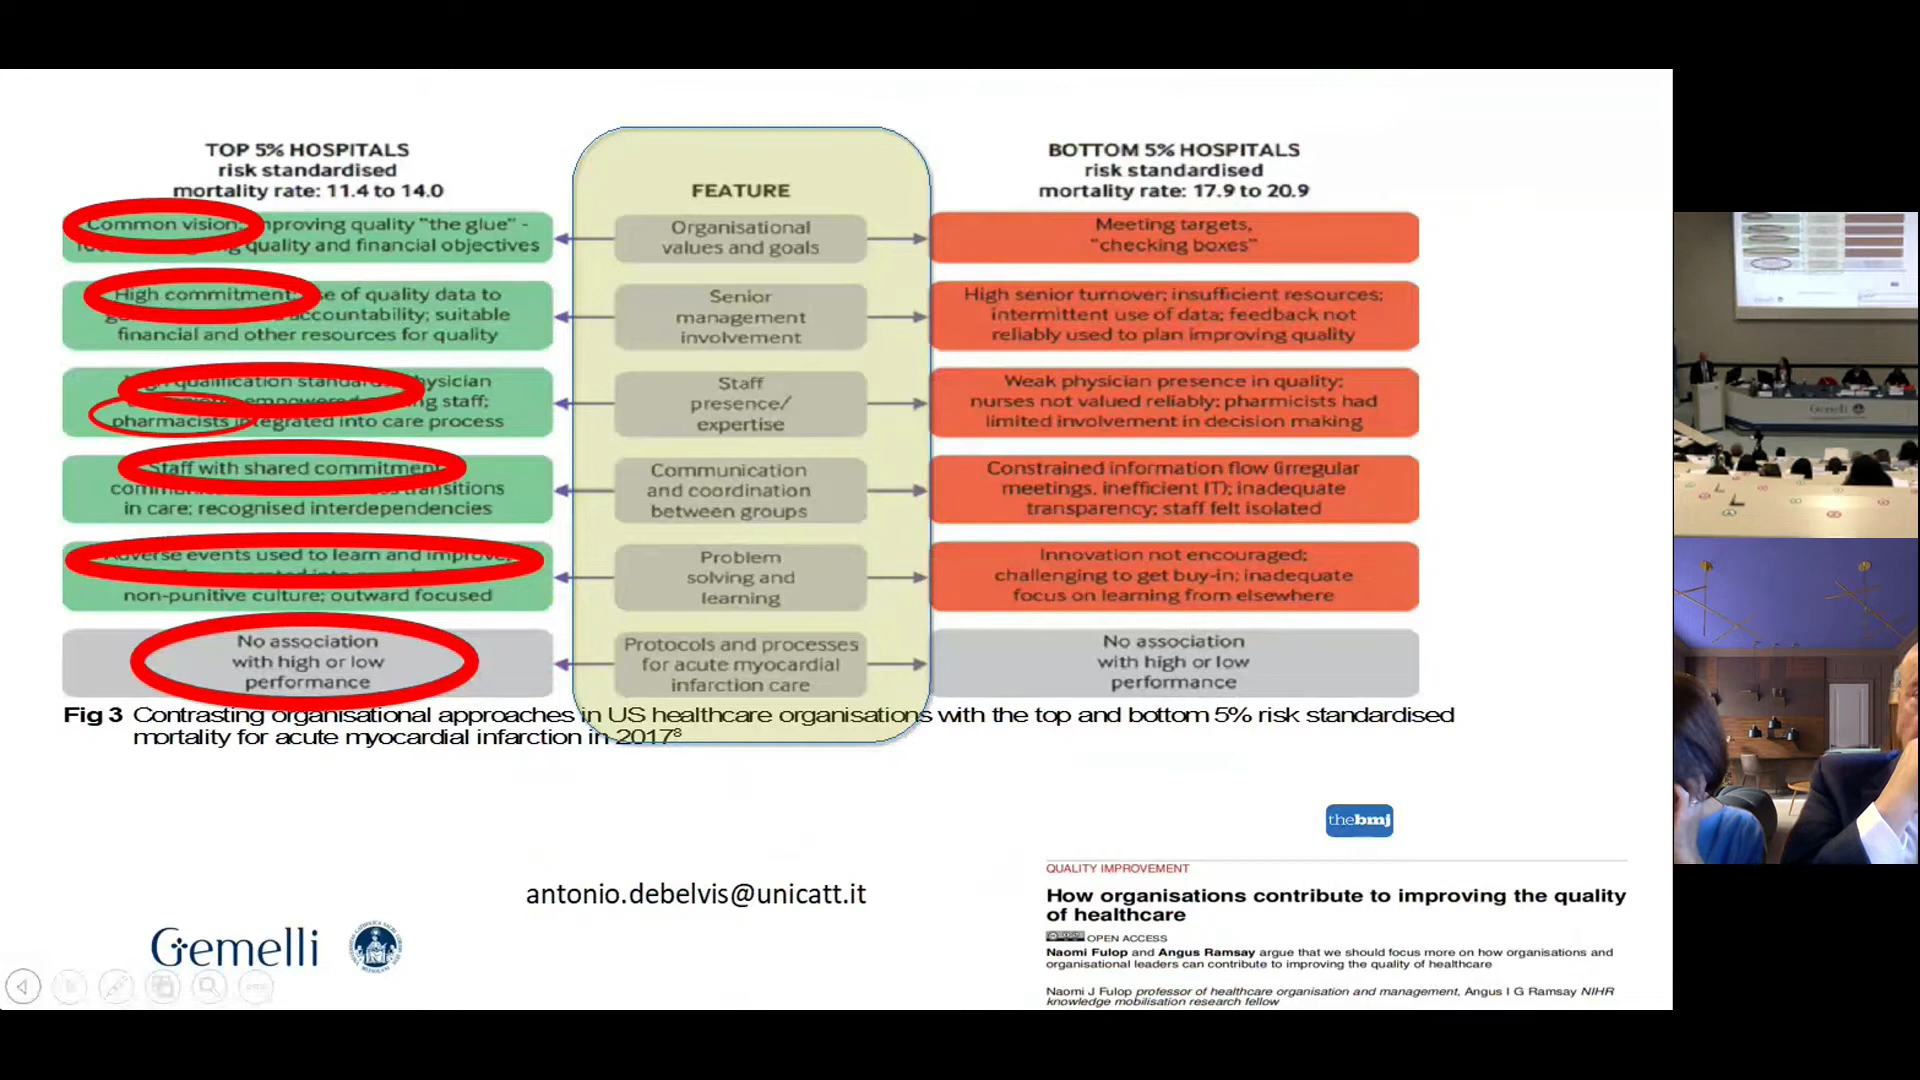 TOP 5% HOSPITALS
risk standardised
mortality rate: 11.4 to 14.0
FEATURE
BOTTOM 5% HOSPITALS
risk standardised
mortality rate: 17.9 to 20.9
Common vision improving quality "the glue" -
quality and financial objectives
Organisational
values and goals
Meeting targets,
"checking boxes"
High commitment of quality data to
accountability; suitable
financial and other resources for quality
Senior
management
involvement
High senior turnover; insufficient resources;
intermittent use of data; feedback not
reliably used to plan improving quality
qualification physician
empowered staff;
pharmacists integrated into care process
Staff
presence/
expertise
Weak physician presence in quality;
nurses not valued reliably; pharmicists had
limited involvement in decision making
Staff with shared commitment
transitions
in care; recognised interdependencies
Communication
and coordination
between groups
Constrained information flow (irregular
meetings, inefficient IT); inadequate
transparency; staff felt isolated
Adverse events used to learn and improve
non-punitive culture; outward focused
Problem
solving and
learning
Innovation not encouraged;
challenging to get buy-in; inadequate
focus on learning from elsewhere
No association
with high or low
performance
Protocols and processes
for acute myocardial
infarction care
No association
with high or low
performance
Fig 3 Contrasting organisational approaches in US healthcare organisations with the top and bottom 5% risk standardised
mortality for acute myocardial infarction in 2017⁸
thebmj
QUALITY IMPROVEMENT
How organisations contribute to improving the quality
of healthcare
OPEN ACCESS
Naomi Fulop and Angus Ramsay argue that we should focus more on how organisations and
organisational leaders can contribute to improving the quality of healthcare
Naomi J Fulop professor of healthcare organisation and management, Angus I G Ramsay NIHR
knowledge mobilisation research fellow
antonio.debelvis@unicatt.it
Gemelli
Gemelli